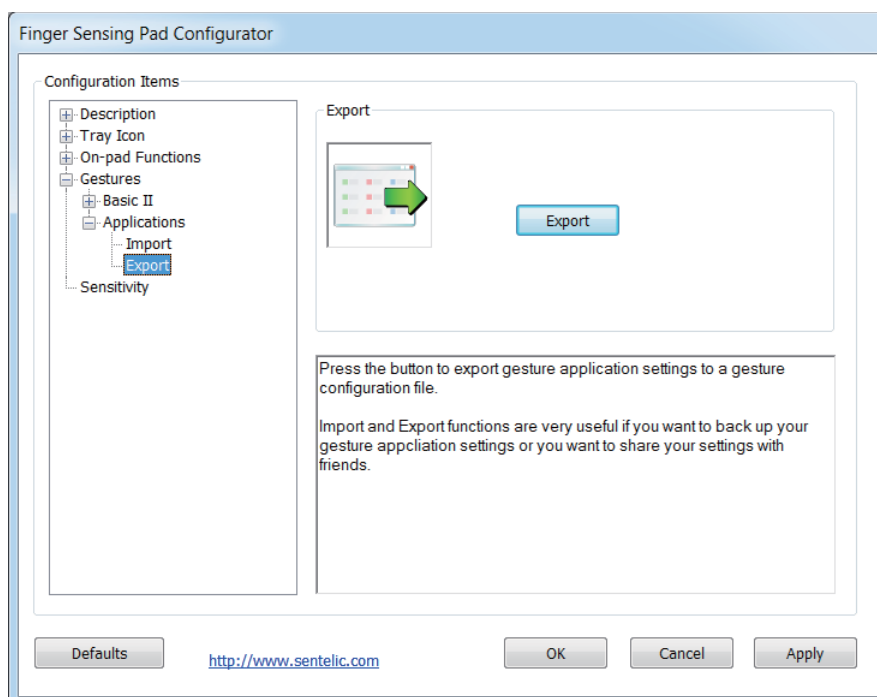 Finger Sensing Pad Configurator
Configuration Items
Description
Tray Icon
On-pad Functions
Gestures
Basic II
Applications
Import
Export
Sensitivity
Export
Export
Press the button to export gesture application settings to a gesture
configuration file.
Import and Export functions are very useful if you want to back up your
gesture appcliation settings or you want to share your settings with
friends.
Defaults
http://www.sentelic.com
OK
Cancel
Apply